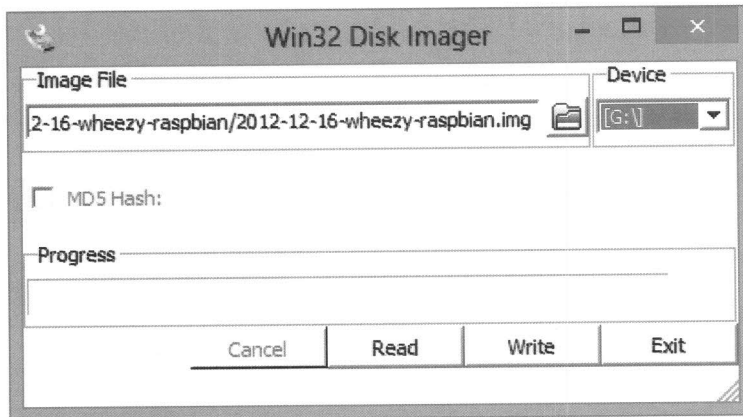 Win32 Disk Imager
Image File
Device
2-16-wheezy-raspbian/2012-12-16-wheezy-raspbian.img
[G:\]
MD5 Hash:
Progress
Cancel
Read
Write
Exit